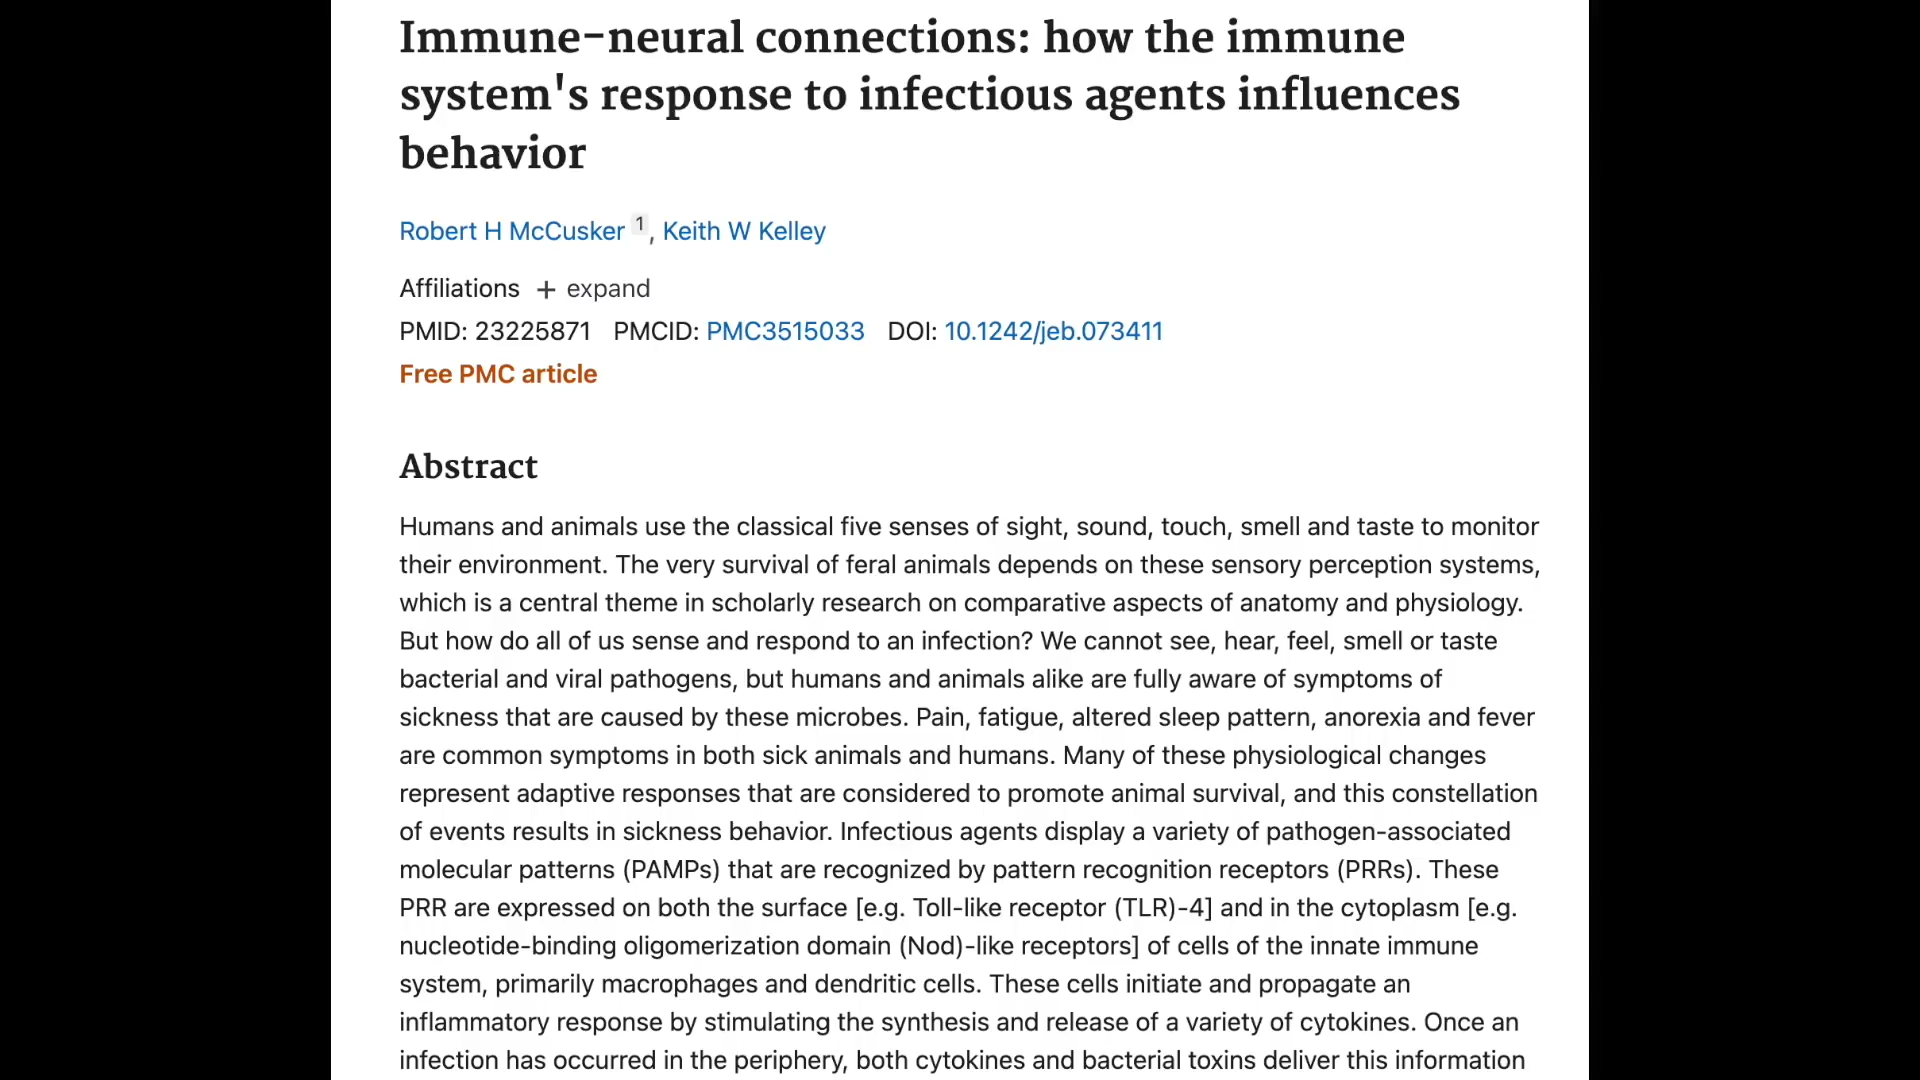 Immune-neural connections: how the immune
system's response to infectious agents influences
behavior
Robert H McCusker 1, Keith W Kelley
Affiliations + expand
PMID: 23225871 PMCID: PMC3515033 DOI: 10.1242/jeb.073411
Free PMC article
Abstract
Humans and animals use the classical five senses of sight, sound, touch, smell and taste to monitor
their environment. The very survival of feral animals depends on these sensory perception systems,
which is a central theme in scholarly research on comparative aspects of anatomy and physiology.
But how do all of us sense and respond to an infection? We cannot see, hear, feel, smell or taste
bacterial and viral pathogens, but humans and animals alike are fully aware of symptoms of
sickness that are caused by these microbes. Pain, fatigue, altered sleep pattern, anorexia and fever
are common symptoms in both sick animals and humans. Many of these physiological changes
represent adaptive responses that are considered to promote animal survival, and this constellation
of events results in sickness behavior. Infectious agents display a variety of pathogen-associated
molecular patterns (PAMPs) that are recognized by pattern recognition receptors (PRRs). These
PRR are expressed on both the surface [e.g. Toll-like receptor (TLR)-4] and in the cytoplasm [e.g.
nucleotide-binding oligomerization domain (Nod)-like receptors] of cells of the innate immune
system, primarily macrophages and dendritic cells. These cells initiate and propagate an
inflammatory response by stimulating the synthesis and release of a variety of cytokines. Once an
infection has occurred in the periphery, both cytokines and bacterial toxins deliver this information